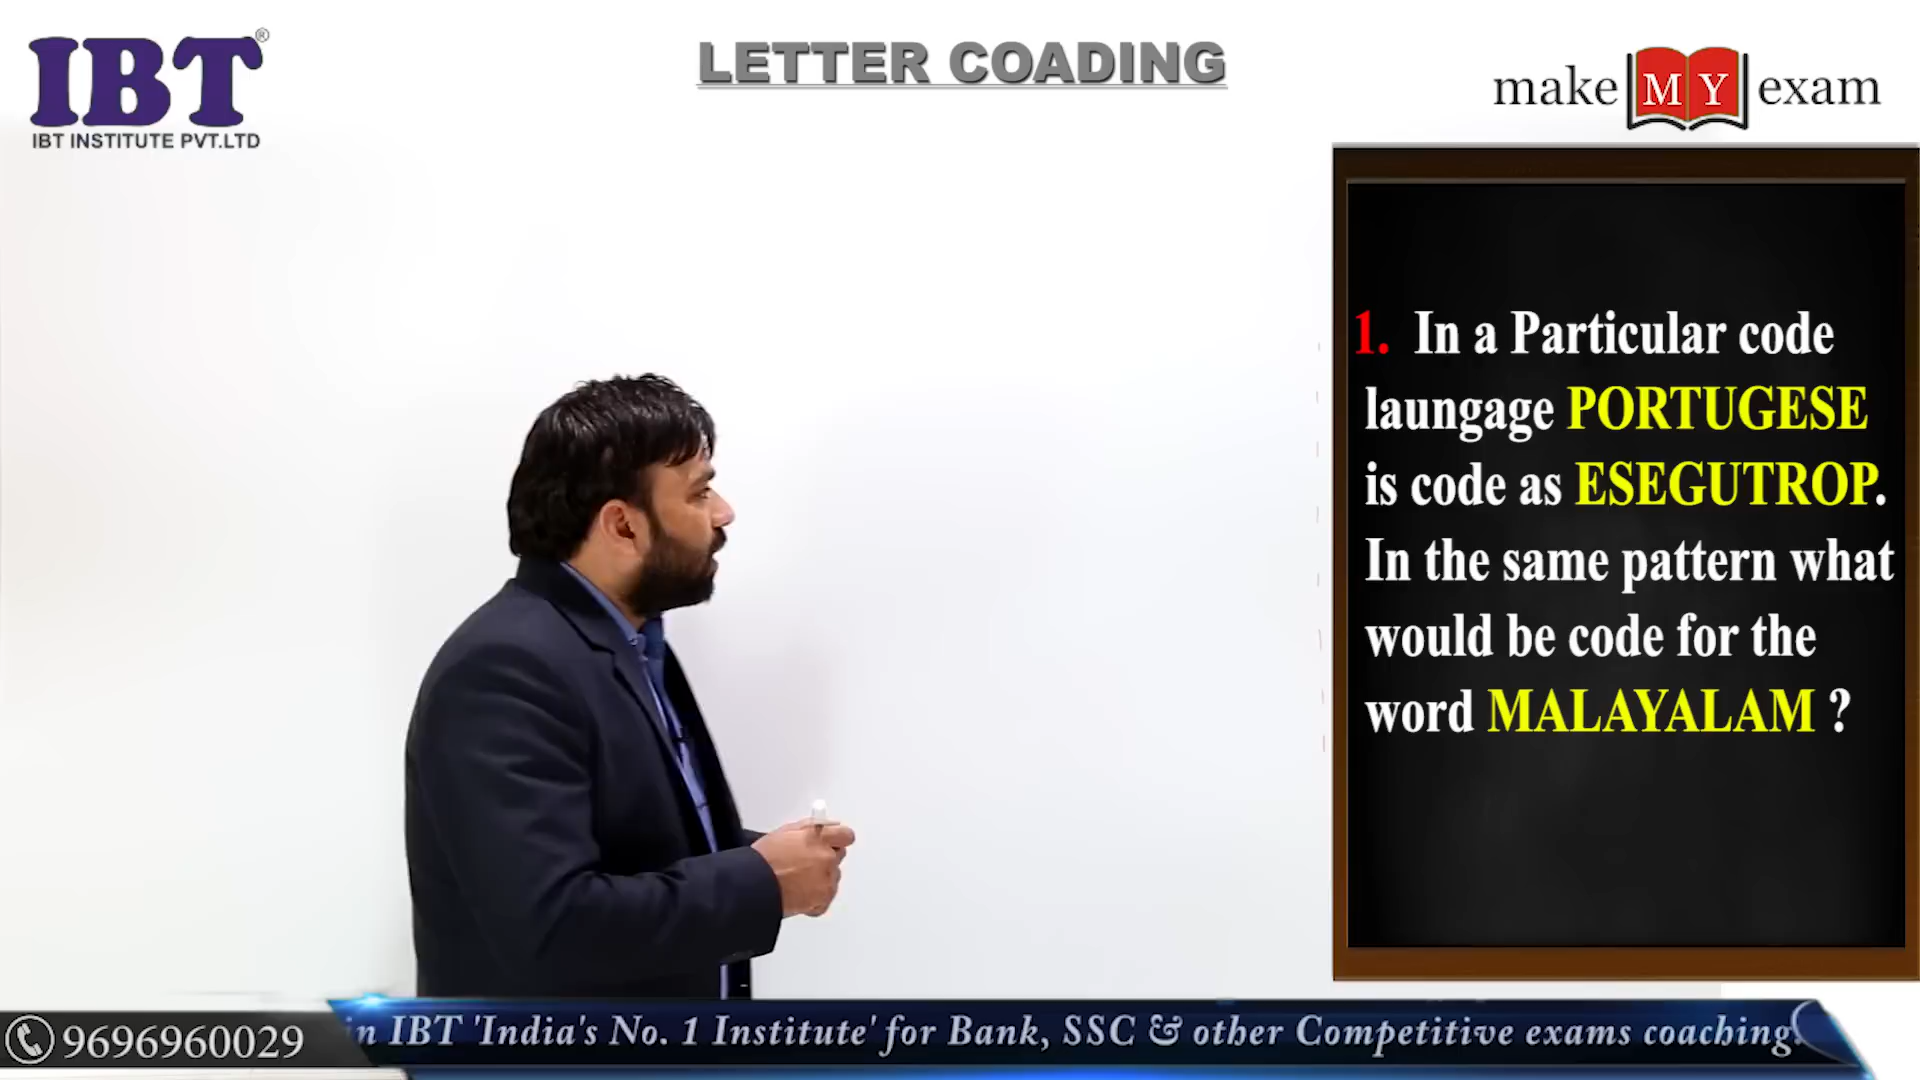 IBT®
IBT INSTITUTE PVT.LTD
LETTER COADING
make MY exam
1. In a Particular code
laungage PORTUGESE
is code as ESEGUTROP.
In the same pattern what
would be code for the
word MALAYALAM ?
9696960029
in IBT 'India's No. 1 Institute' for Bank, SSC & other Competitive exams coaching.